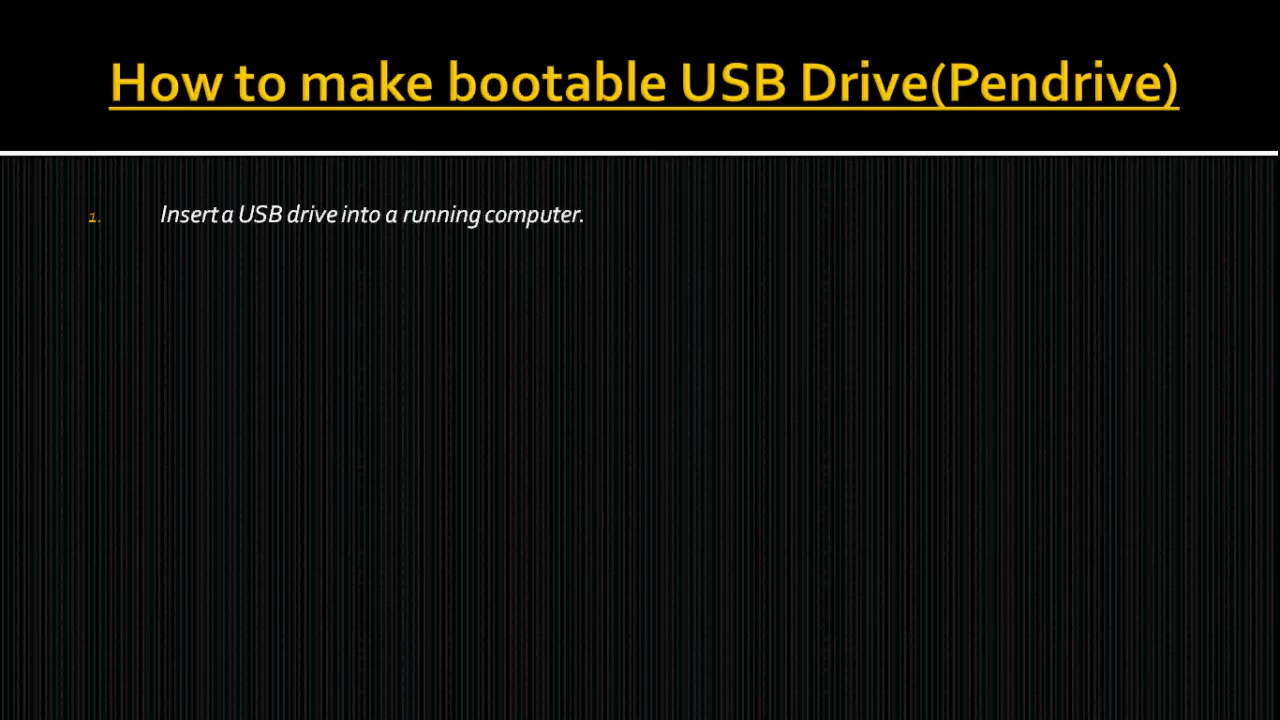 How to make bootable USB Drive(Pendrive)
1. Insert a USB drive into a running computer.